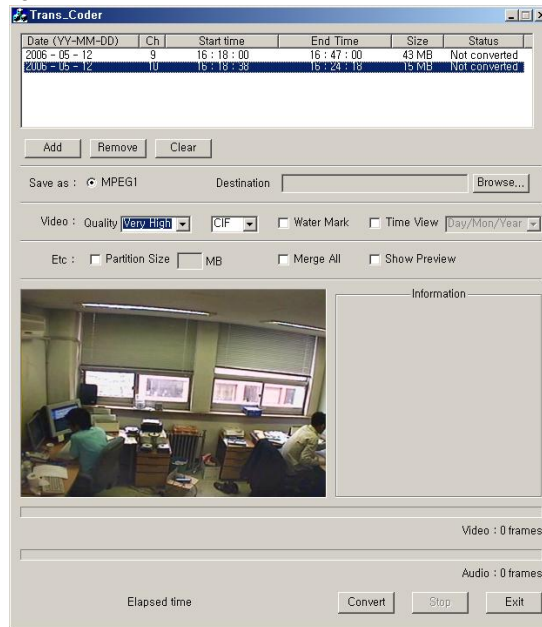 Trans_Coder
Date (YY-MM-DD) Ch Start time End Time Size Status
2006 - 05 - 12 9 16 : 18 : 00 16 : 47 : 00 43 MB Not converted
2006 - 05 - 12 10 16 : 18 : 38 16 : 24 : 18 15 MB Not converted
Add Remove Clear
Save as : MPEG1 Destination Browse...
Video : Quality Very High CIF Water Mark Time View Day/Mon/Year
Etc : Partition Size MB Merge All Show Preview
Information
Video : 0 frames
Audio : 0 frames
Elapsed time Convert Stop Exit